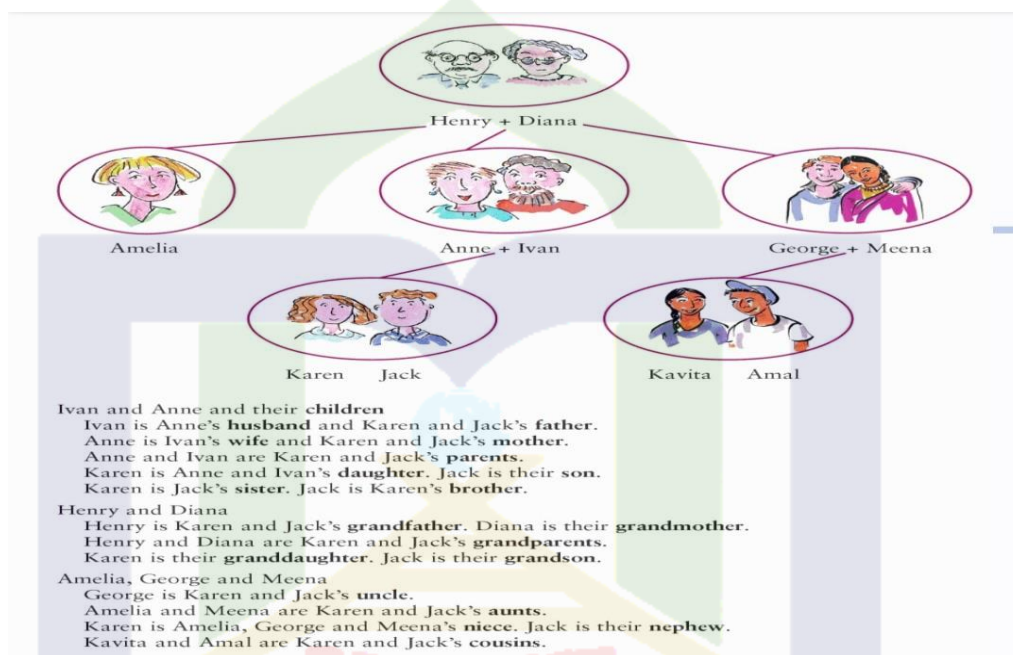 Henry + Diana
Amelia
Anne + Ivan
George + Meena
Karen Jack
Kavita Amal
Ivan and Anne and their children
Ivan is Anne's husband and Karen and Jack's father.
Anne is Ivan's wife and Karen and Jack's mother.
Anne and Ivan are Karen and Jack's parents.
Karen is Anne and Ivan's daughter. Jack is their son.
Karen is Jack's sister. Jack is Karen's brother.
Henry and Diana
Henry is Karen and Jack's grandfather. Diana is their grandmother.
Henry and Diana are Karen and Jack's grandparents.
Karen is their granddaughter. Jack is their grandson.
Amelia, George and Meena
George is Karen and Jack's uncle.
Amelia and Meena are Karen and Jack's aunts.
Karen is Amelia, George and Meena's niece. Jack is their nephew.
Kavita and Amal are Karen and Jack's cousins.